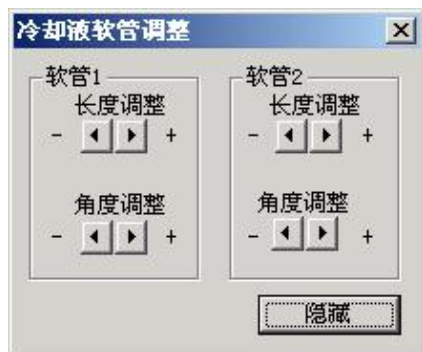 冷却液软管调整
软管1 软管2
长度调整 长度调整
- + - +
角度调整 角度调整
- + - +
隐藏